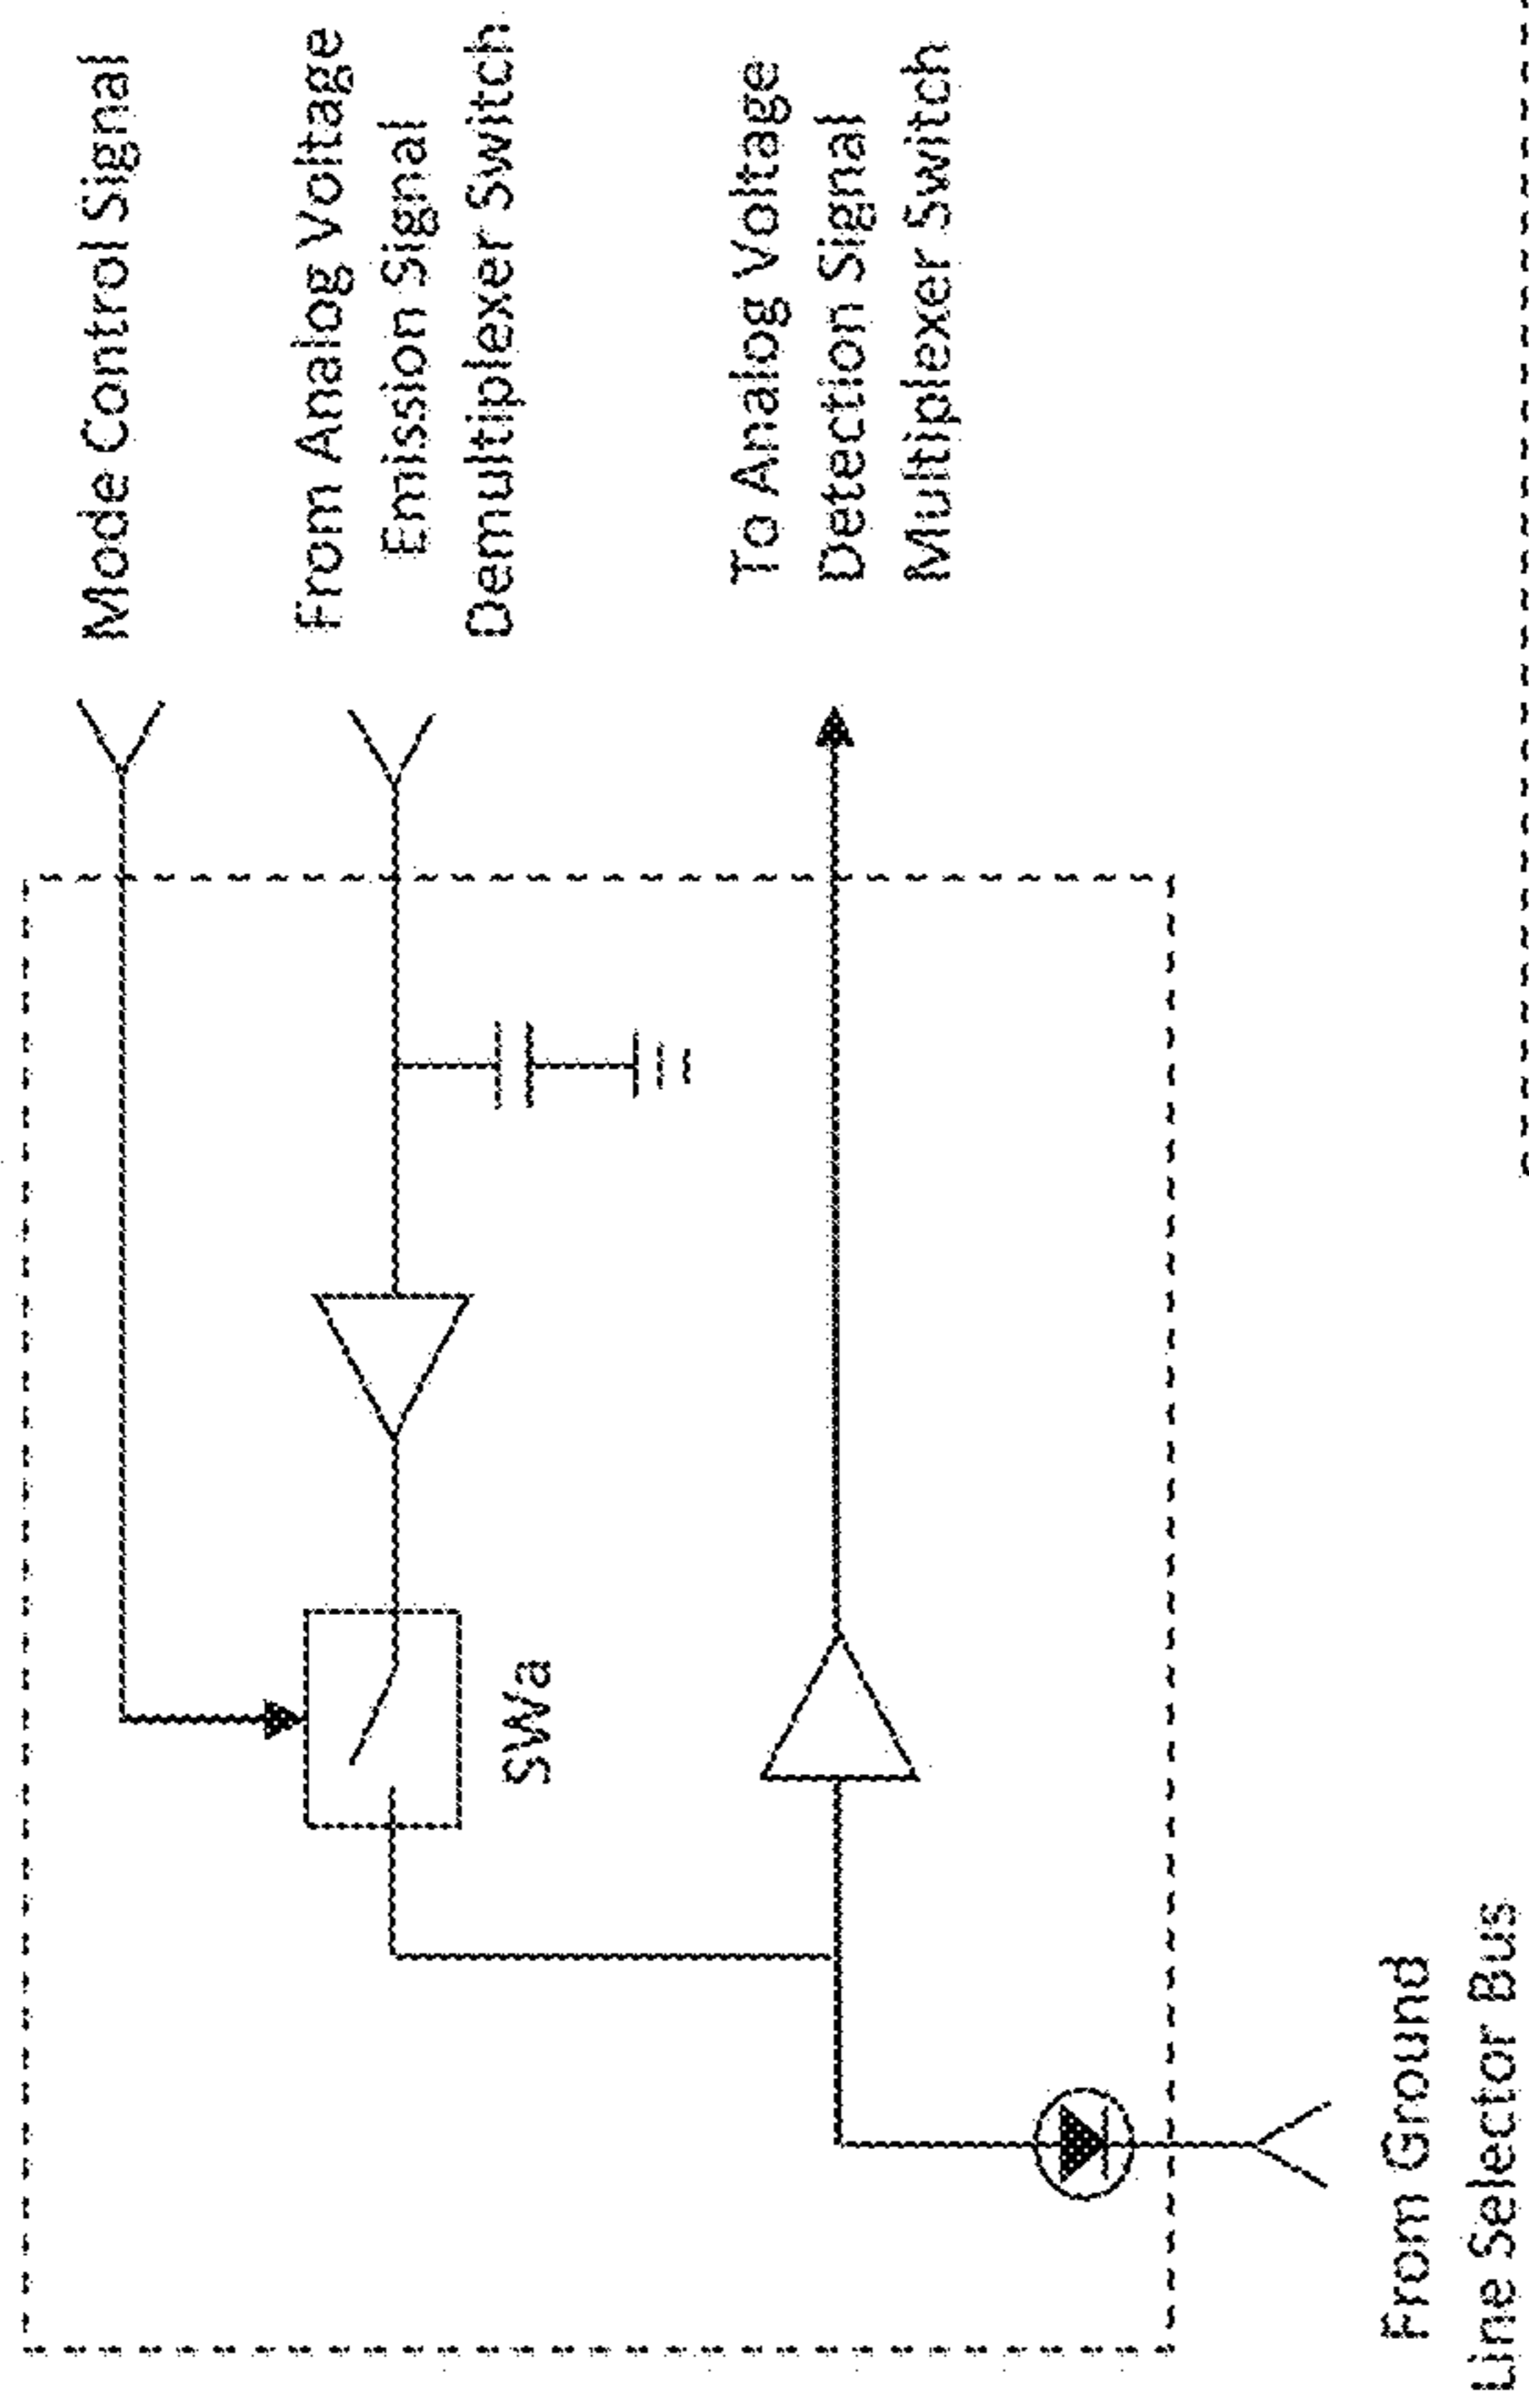 Mode Control Signal
From Analog Voltage
Emission Signal
Demultiplexer Switch
To Analog Voltage
Detection Signal
Multiplexer Switch
SWa
From Ground
Line Selector Bus